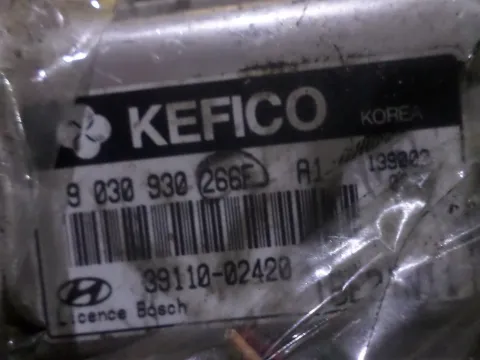 KEFICO KOREA
9 030 930 266F A1
39110-02420
Licence Bosch